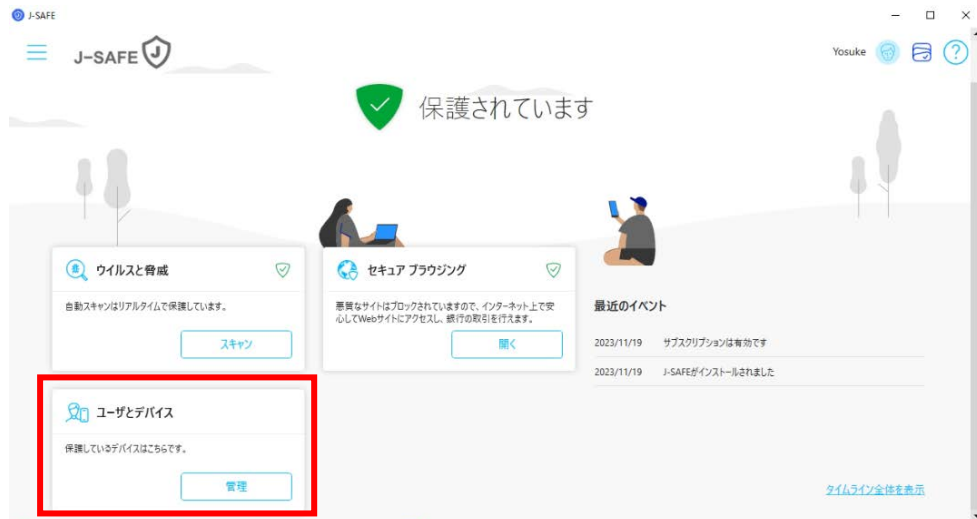 J-SAFE
J-SAFE
Yosuke
保護されています
ウイルスと脅威
自動スキャンはリアルタイムで保護しています。
スキャン
セキュア ブラウジング
悪質なサイトはブロックされていますので、インターネット上で安
心してWebサイトにアクセスし、銀行の取引を行えます。
開く
最近のイベント
2023/11/19 サブスクリプションは有効です
2023/11/19 J-SAFEがインストールされました
ユーザとデバイス
保護しているデバイスはこちらです。
管理
タイムライン全体を表示